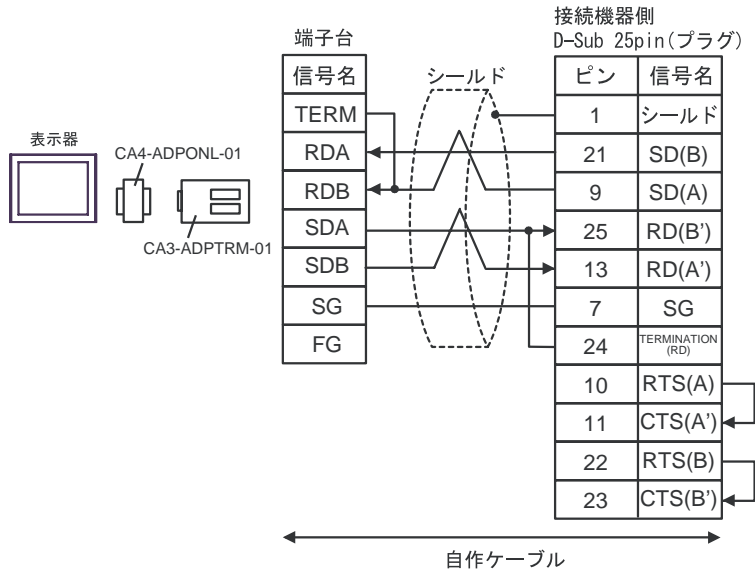 接続機器側
端子台
D-Sub 25pin(プラグ)
信号名
シールド
ピン
信号名
TERM
1
シールド
表示器
CA4-ADPONL-01
RDA
21
SD(B)
RDB
9
SD(A)
SDA
25
RD(B')
CA3-ADPTRM-01
SDB
13
RD(A')
SG
7
SG
FG
24
TERMINATION
(RD)
10
RTS(A)
11
CTS(A')
22
RTS(B)
23
CTS(B')
自作ケーブル